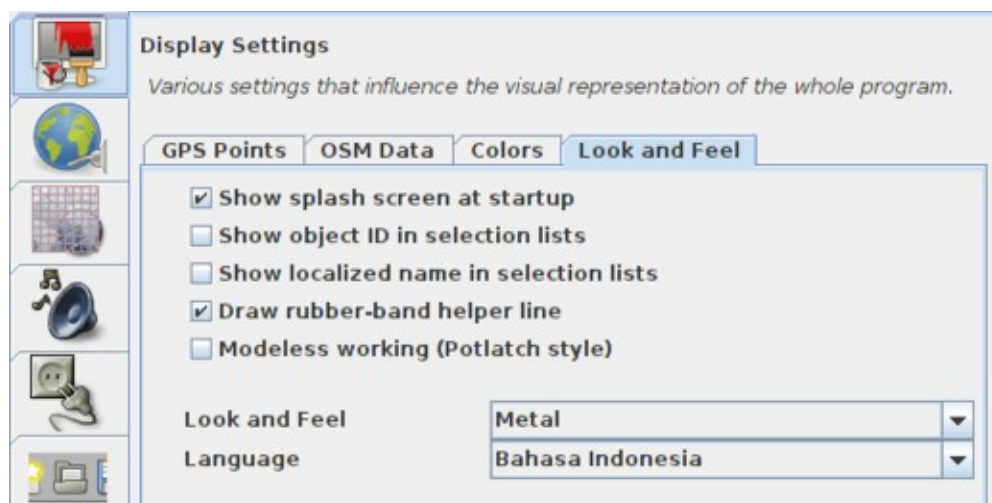 Display Settings
Various settings that influence the visual representation of the whole program.
GPS Points OSM Data Colors Look and Feel
Show splash screen at startup
Show object ID in selection lists
Show localized name in selection lists
Draw rubber-band helper line
Modeless working (Potlatch style)
Look and Feel Metal
Language Bahasa Indonesia